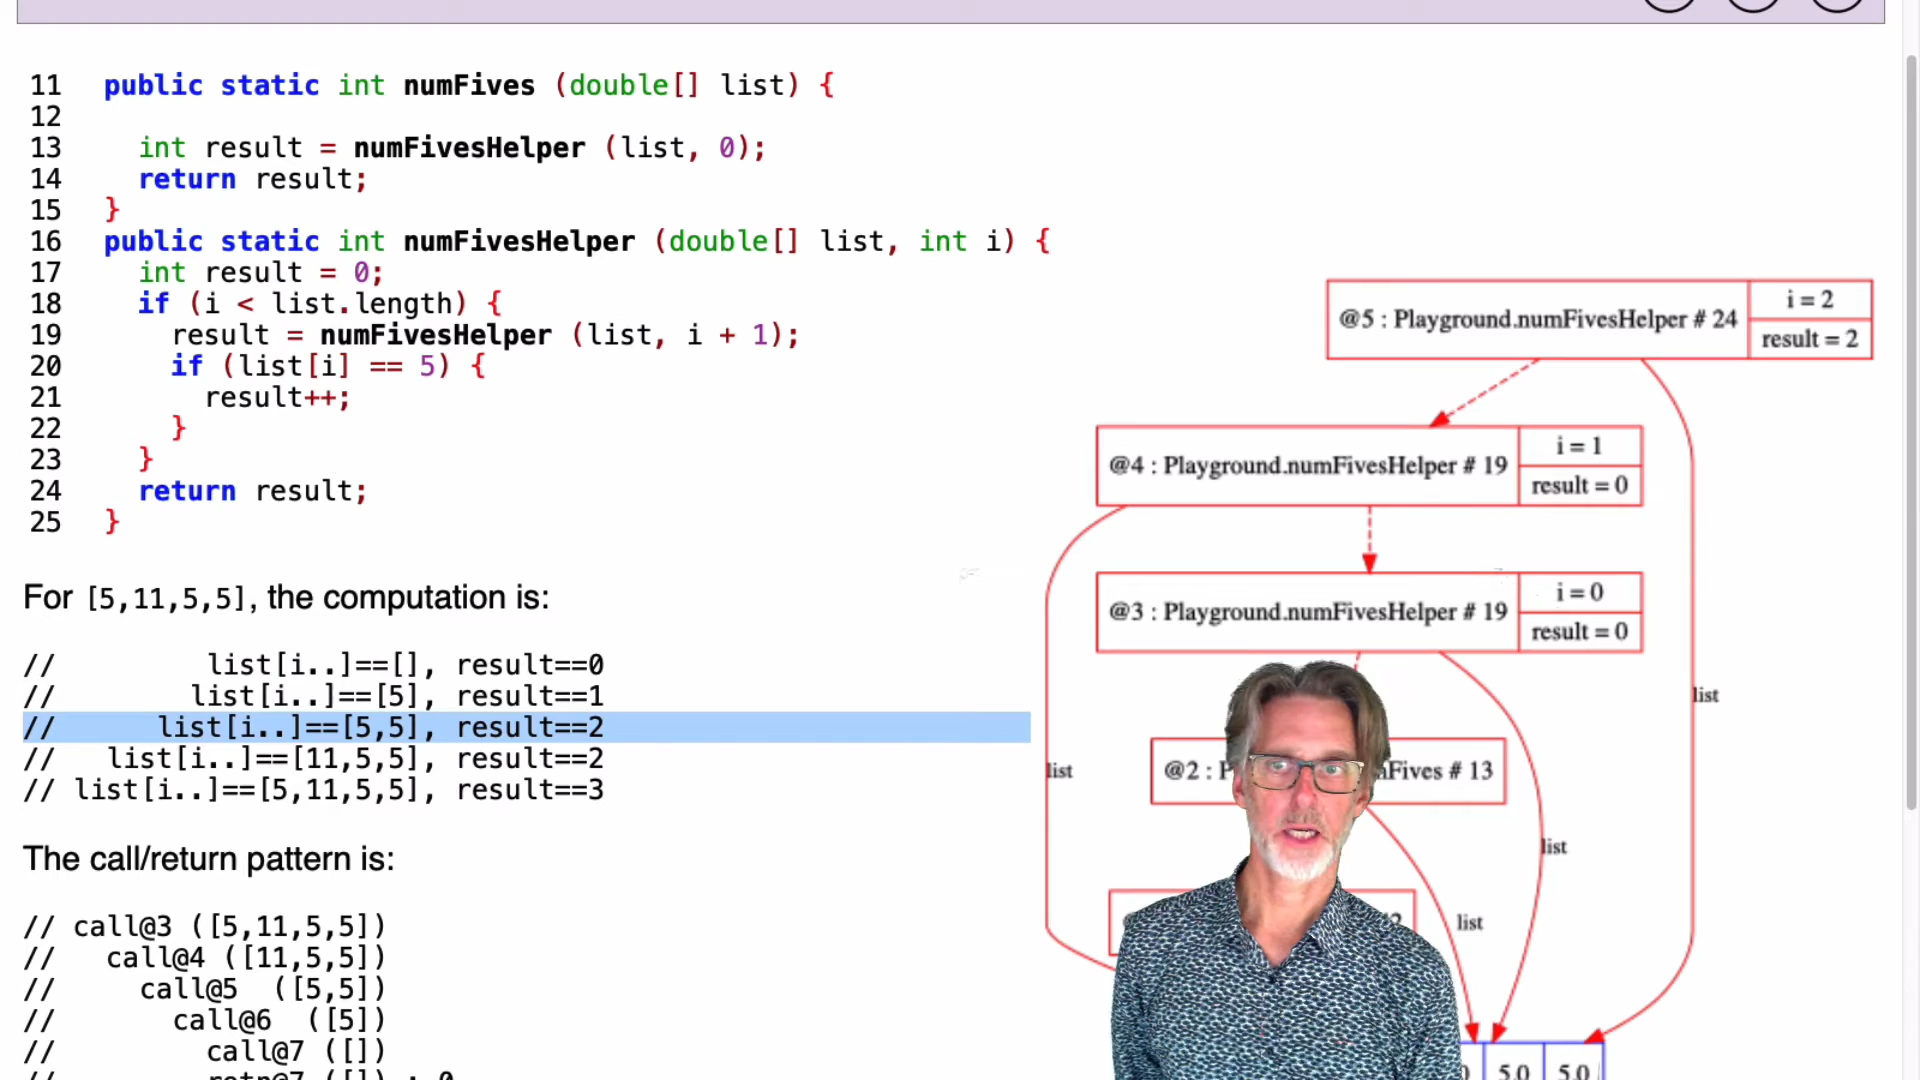 11 public static int numFives (double[] list) {
12
13 int result = numFivesHelper (list, 0);
14 return result;
15 }
16 public static int numFivesHelper (double[] list, int i) {
17 int result = 0;
18 if (i < list.length) {
19 result = numFivesHelper (list, i + 1);
20 if (list[i] == 5) {
21 result++;
22 }
23 }
24 return result;
25 }
For [5,11,5,5], the computation is:
// list[i..]==[], result==0
// list[i..]==[5], result==1
// list[i..]==[5,5], result==2
// list[i..]==[11,5,5], result==2
// list[i..]==[5,11,5,5], result==3
The call/return pattern is:
// call@3 ([5,11,5,5])
// call@4 ([11,5,5])
// call@5 ([5,5])
// call@6 ([5])
// call@7 ([])
@5 : Playground.numFivesHelper # 24
i = 2
result = 2
@4 : Playground.numFivesHelper # 19
i = 1
result = 0
@3 : Playground.numFivesHelper # 19
i = 0
result = 0
list
list
@2 : P
Fives # 13
list
list
5.0 5.0